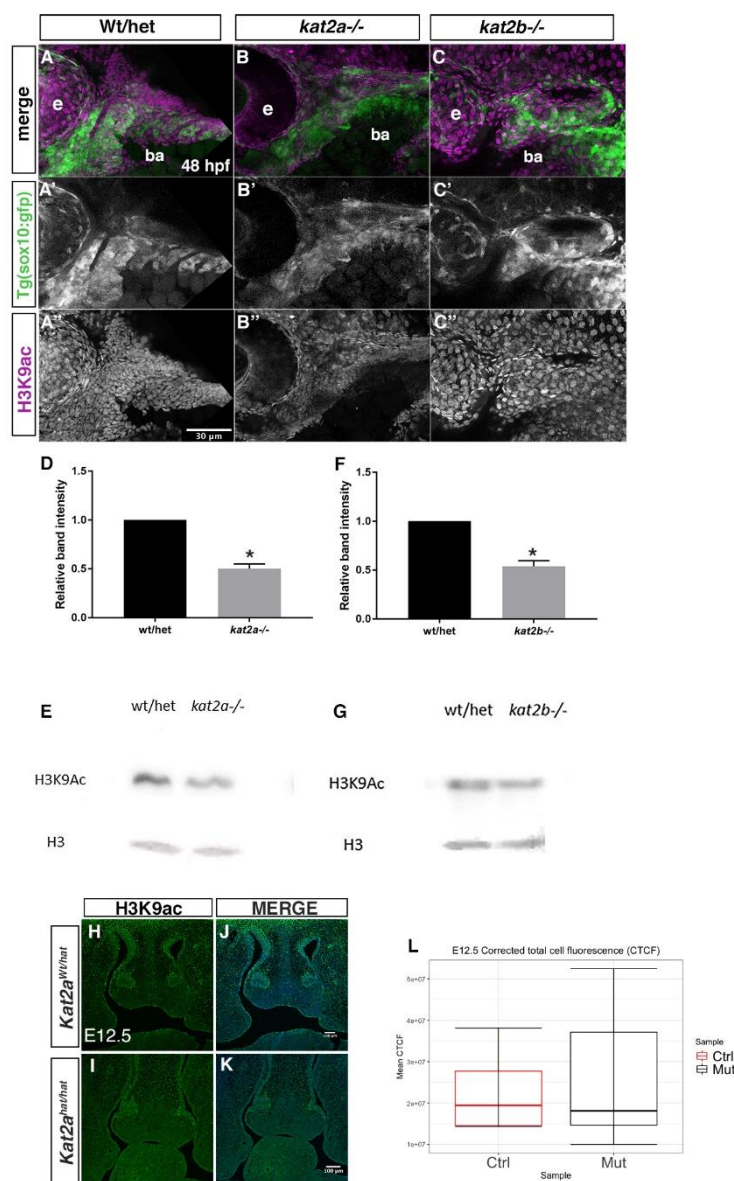 Wt/het
kat2a-/-
kat2b-/-
merge
A
e
ba
48 hpf
B
e
ba
C
e
ba
Tg(sox10:gfp)
A'
B'
C'
H3K9ac
A''
30 µm
B''
C''
D
Relative band intensity
1.5
1.0
0.5
0.0
*
wt/het
kat2a-/-
F
Relative band intensity
1.5
1.0
0.5
0.0
*
wt/het
kat2b-/-
E
wt/het kat2a-/-
H3K9Ac
H3
G
wt/het kat2b-/-
H3K9Ac
H3
H3K9ac
MERGE
Kat2aWt/hat
H
E12.5
J
Kat2ahat/hat
I
K
100 µm
L
E12.5 Corrected total cell fluorescence (CTCF)
Mean CTCF
5e+07
4e+07
3e+07
2e+07
1e+07
Ctrl
Mut
Sample
Sample
Ctrl
Mut